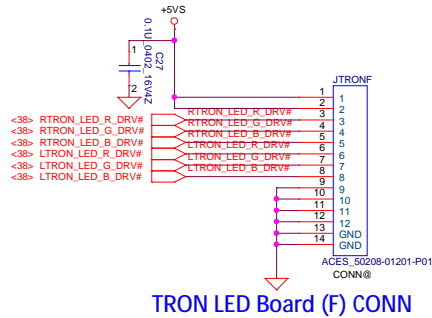 +5VS
C27
0.1U_0402_16V4Z
1
2
JTRONF
<38> RTRON_LED_R_DRV#
<38> RTRON_LED_G_DRV#
<38> RTRON_LED_B_DRV#
<38> LTRON_LED_R_DRV#
<38> LTRON_LED_G_DRV#
<38> LTRON_LED_B_DRV#
RTRON_LED_R_DRV#
RTRON_LED_G_DRV#
RTRON_LED_B_DRV#
LTRON_LED_R_DRV#
LTRON_LED_G_DRV#
LTRON_LED_B_DRV#
1 1
2 2
3 3
4 4
5 5
6 6
7 7
8 8
9 9
10 10
11 11
12 12
13 GND
14 GND
ACES_50208-01201-P01
CONN@
TRON LED Board (F) CONN